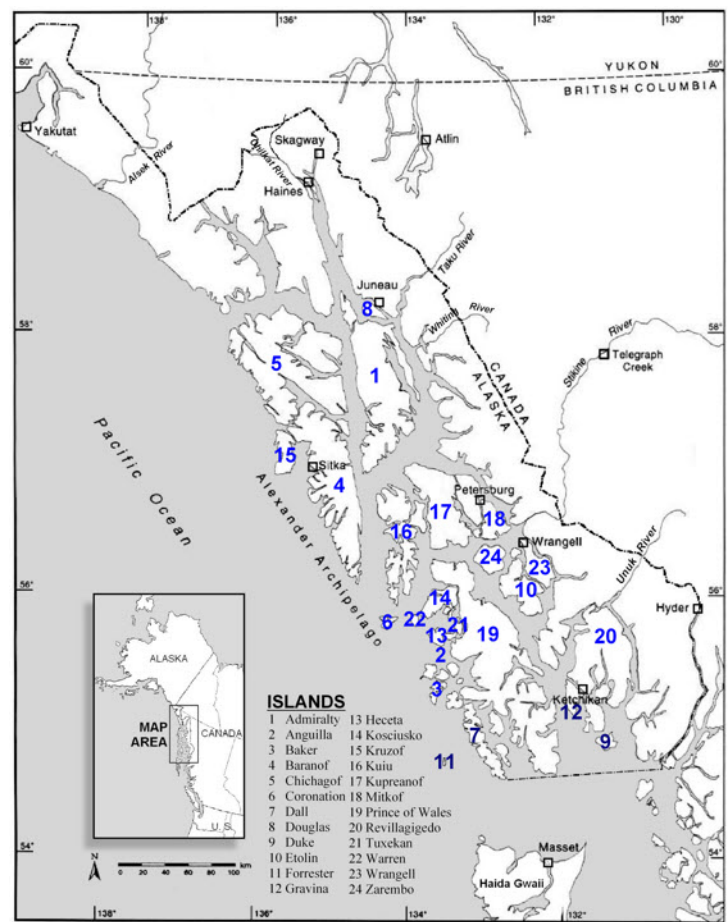 138°
136°
134°
132°
130°
60°
60°
YUKON
BRITISH COLUMBIA
Yakutat
Alsek River
Skagway
Chilkat River
Haines
Atlin
Juneau
Taku River
8
58°
58°
Whiting River
Stikine River
Telegraph
Creek
5
1
CANADA
ALASKA
Pacific Ocean
15
Sitka
4
Alexander Archipelago
Petersburg
17
18
16
Wrangell
24
23
10
Unuk River
56°
56°
14
6
22
21
13
19
20
Hyder
2
3
Ketchikan
12
7
9
11
ALASKA
CANADA
MAP
AREA
U.S.
ISLANDS
1 Admiralty
2 Anguilla
3 Baker
4 Baranof
5 Chichagof
6 Coronation
7 Dall
8 Douglas
9 Duke
10 Etolin
11 Forrester
12 Gravina
13 Heceta
14 Kosciusko
15 Kruzof
16 Kuiu
17 Kupreanof
18 Mitkof
19 Prince of Wales
20 Revillagigedo
21 Tuxekan
22 Warren
23 Wrangell
24 Zarembo
54°
54°
N
0 20 40 60 80 100 km
Masset
Haida Gwaii
138°
136°
134°
132°